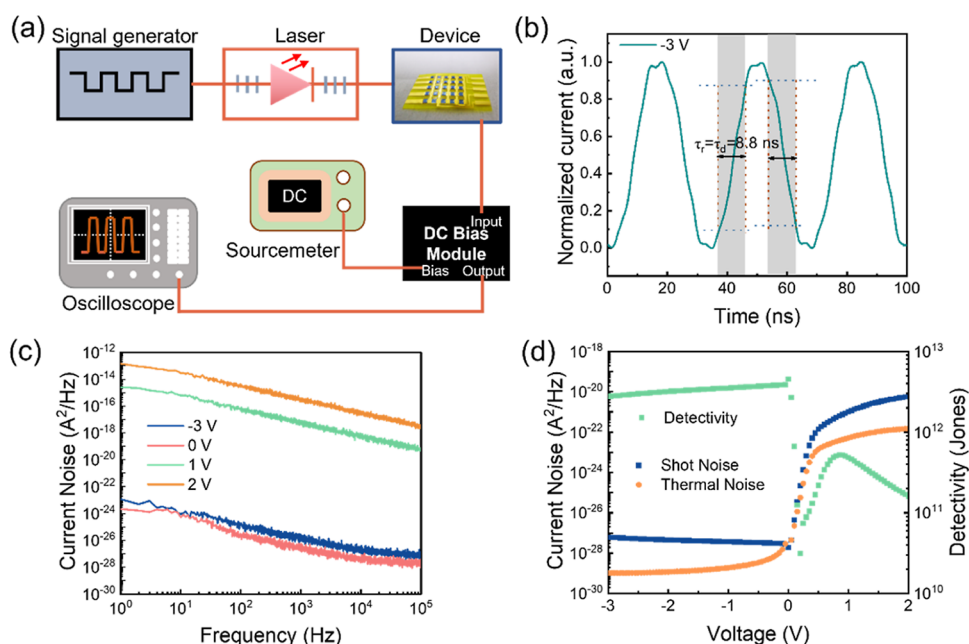 (a)
Signal generator
Laser
Device
DC
Sourcemeter
Input
DC Bias
Module
Bias
Output
Oscilloscope
(b)
-3 V
τr=τd=8.8 ns
Normalized current (a.u.)
1.0
0.8
0.6
0.4
0.2
0.0
0 20 40 60 80 100
Time (ns)
(c)
Current Noise (A²/Hz)
10⁻¹²
10⁻¹⁴
10⁻¹⁶
10⁻¹⁸
10⁻²⁰
10⁻²²
10⁻²⁴
10⁻²⁶
10⁻²⁸
10⁻³⁰
-3 V
0 V
1 V
2 V
10⁰ 10¹ 10² 10³ 10⁴ 10⁵
Frequency (Hz)
(d)
Current Noise (A²/Hz)
10⁻¹⁸
10⁻²⁰
10⁻²²
10⁻²⁴
10⁻²⁶
10⁻²⁸
10⁻³⁰
Detectivity
Shot Noise
Thermal Noise
10¹³
10¹²
10¹¹
10¹⁰
Detectivity (Jones)
-3 -2 -1 0 1 2
Voltage (V)